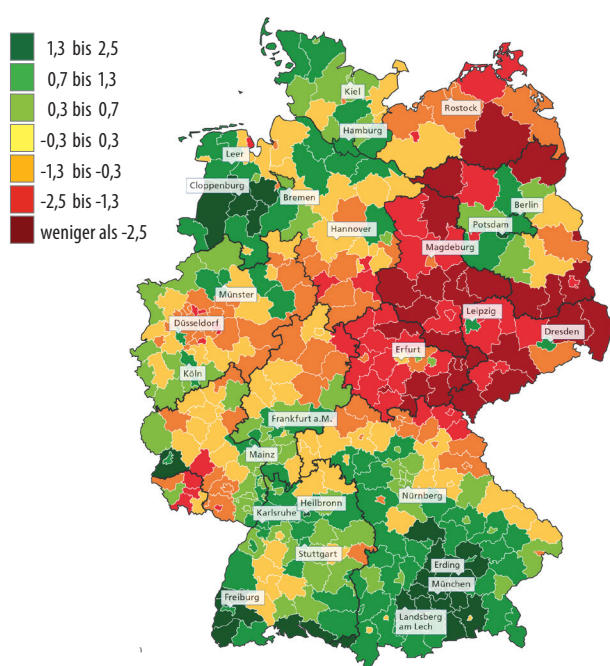 1,3 bis 2,5
0,7 bis 1,3
0,3 bis 0,7
-0,3 bis 0,3
-1,3 bis -0,3
-2,5 bis -1,3
weniger als -2,5
Kiel
Rostock
Hamburg
Leer
Cloppenburg
Bremen
Berlin
Potsdam
Hannover
Magdeburg
Münster
Leipzig
Düsseldorf
Dresden
Erfurt
Köln
Frankfurt a.M.
Mainz
Nürnberg
Heilbronn
Karlsruhe
Stuttgart
Erding
München
Freiburg
Landsberg
am Lech